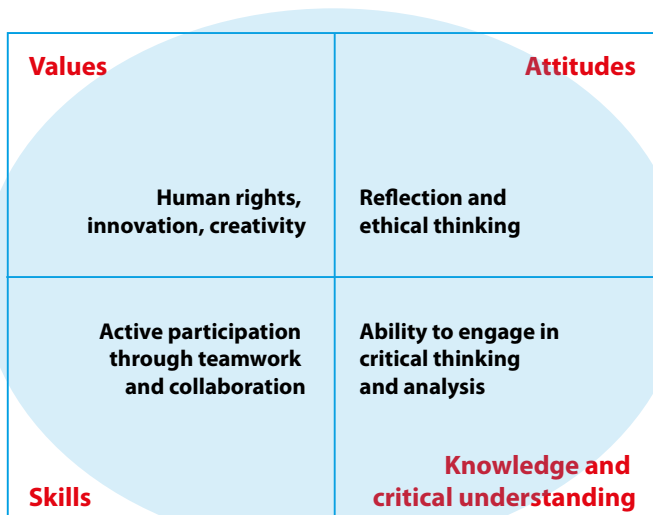 Values
Attitudes
Human rights,
innovation, creativity
Reflection and
ethical thinking
Active participation
through teamwork
and collaboration
Ability to engage in
critical thinking
and analysis
Skills
Knowledge and
critical understanding